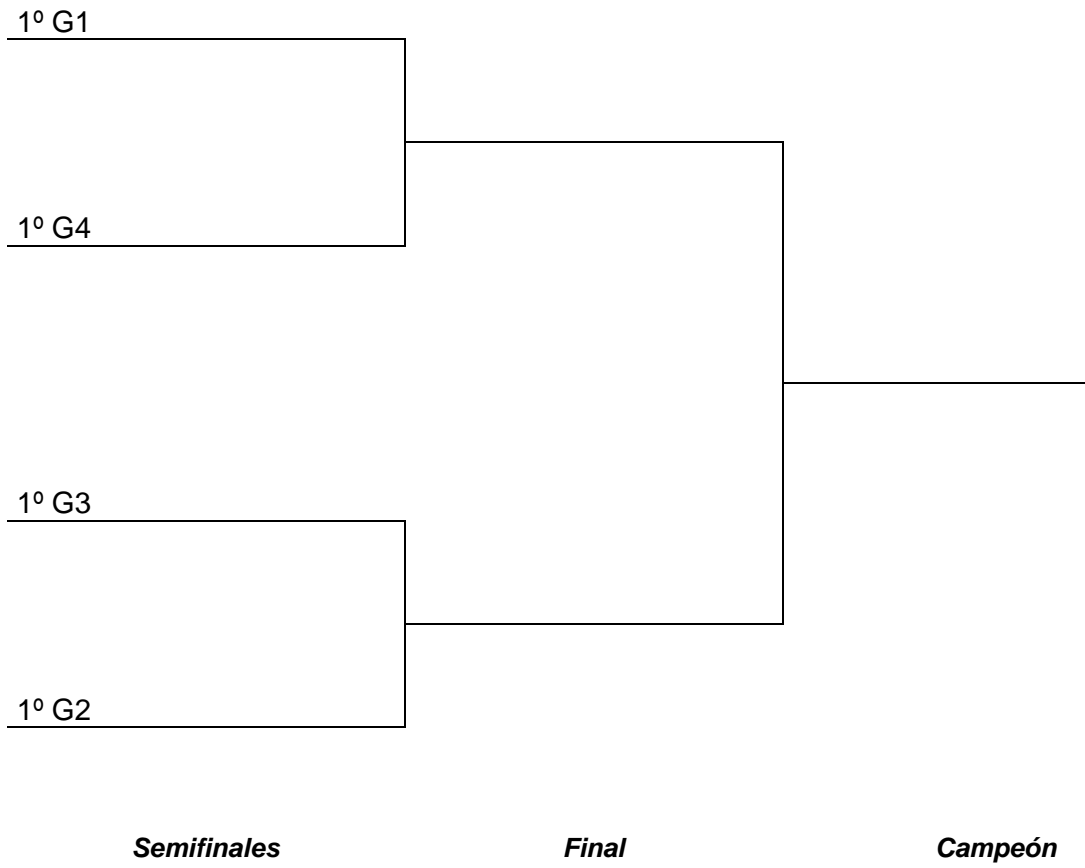 1º G1
1º G4
1º G3
1º G2
Semifinales Final Campeón